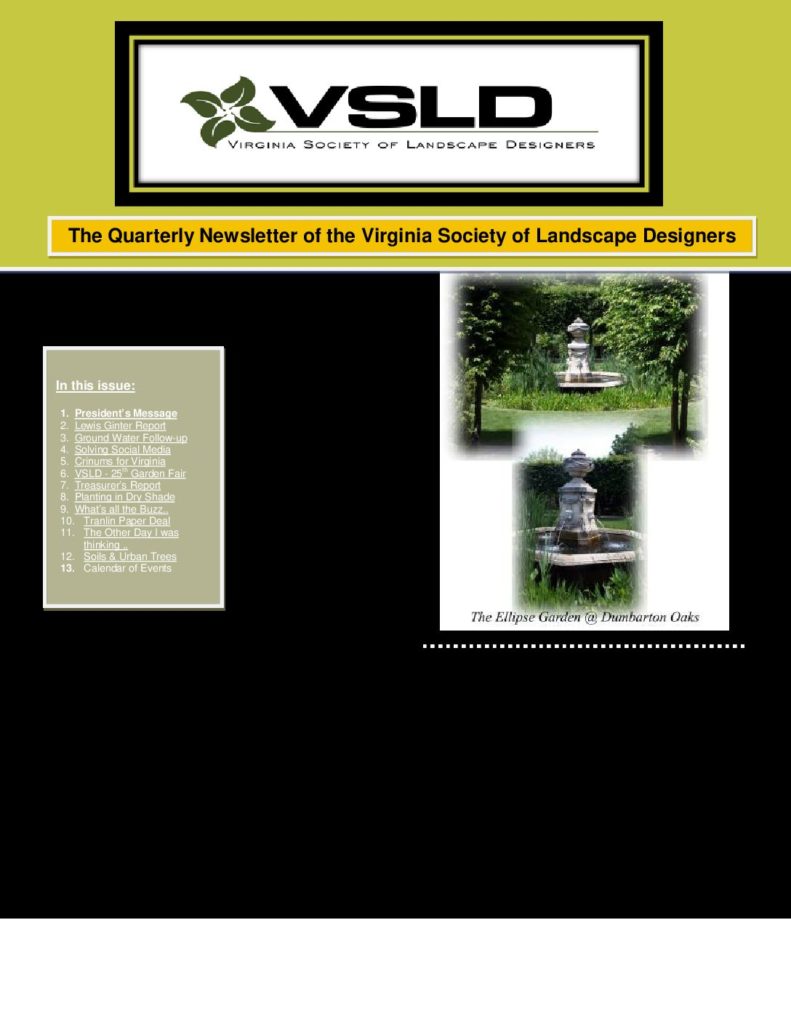 VSLD
VIRGINIA SOCIETY OF LANDSCAPE DESIGNERS
The Quarterly Newsletter of the Virginia Society of Landscape Designers
In this issue:
1. President's Message
2. Lewis Ginter Report
3. Ground Water Follow-up
4. Solving Social Media
5. Crinums for Virginia
6. VSLD - 25th Garden Fair
7. Treasurer's Report
8. Planting in Dry Shade
9. What's all the Buzz..
10. Tranlin Paper Deal
11. The Other Day I was
thinking ..
12. Soils & Urban Trees
13. Calendar of Events
The Ellipse Garden @ Dumbarton Oaks